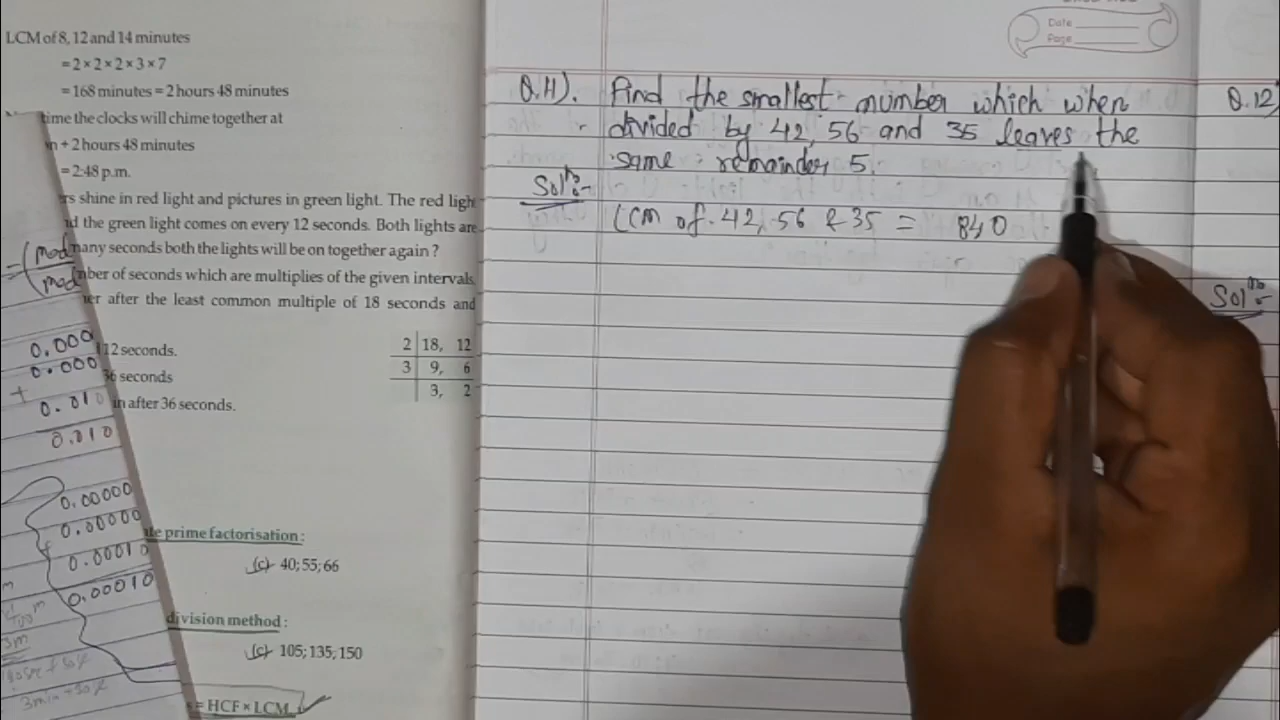 LCM of 8, 12 and 14 minutes
= 2 × 2 × 2 × 3 × 7
= 168 minutes = 2 hours 48 minutes
time the clocks will chime together at
+ 2 hours 48 minutes
= 2:48 p.m.
shine in red light and pictures in green light. The red ligh
the green light comes on every 12 seconds. Both lights are
many seconds both the lights will be on together again ?
of seconds which are multiplies of the given intervals
after the least common multiple of 18 seconds and
2 18, 12
12 seconds.
3 9, 6
seconds
3, 2
in after 36 seconds.
prime factorisation :
(c) 40; 55; 66
division method :
(c) 105; 135; 150
= HCF × LCM
= (mod
(mod
0.000
0.000
+
0.010
0.010
0.00000
0.00000
0.00010
0.00010
Date
Page
Q.11). Find the smallest number which when
divided by 42, 56 and 35 leaves the
same remainder 5.
Solⁿ:-
LCM of 42, 56 & 35 = 840
Q.12)
Solⁿ:-